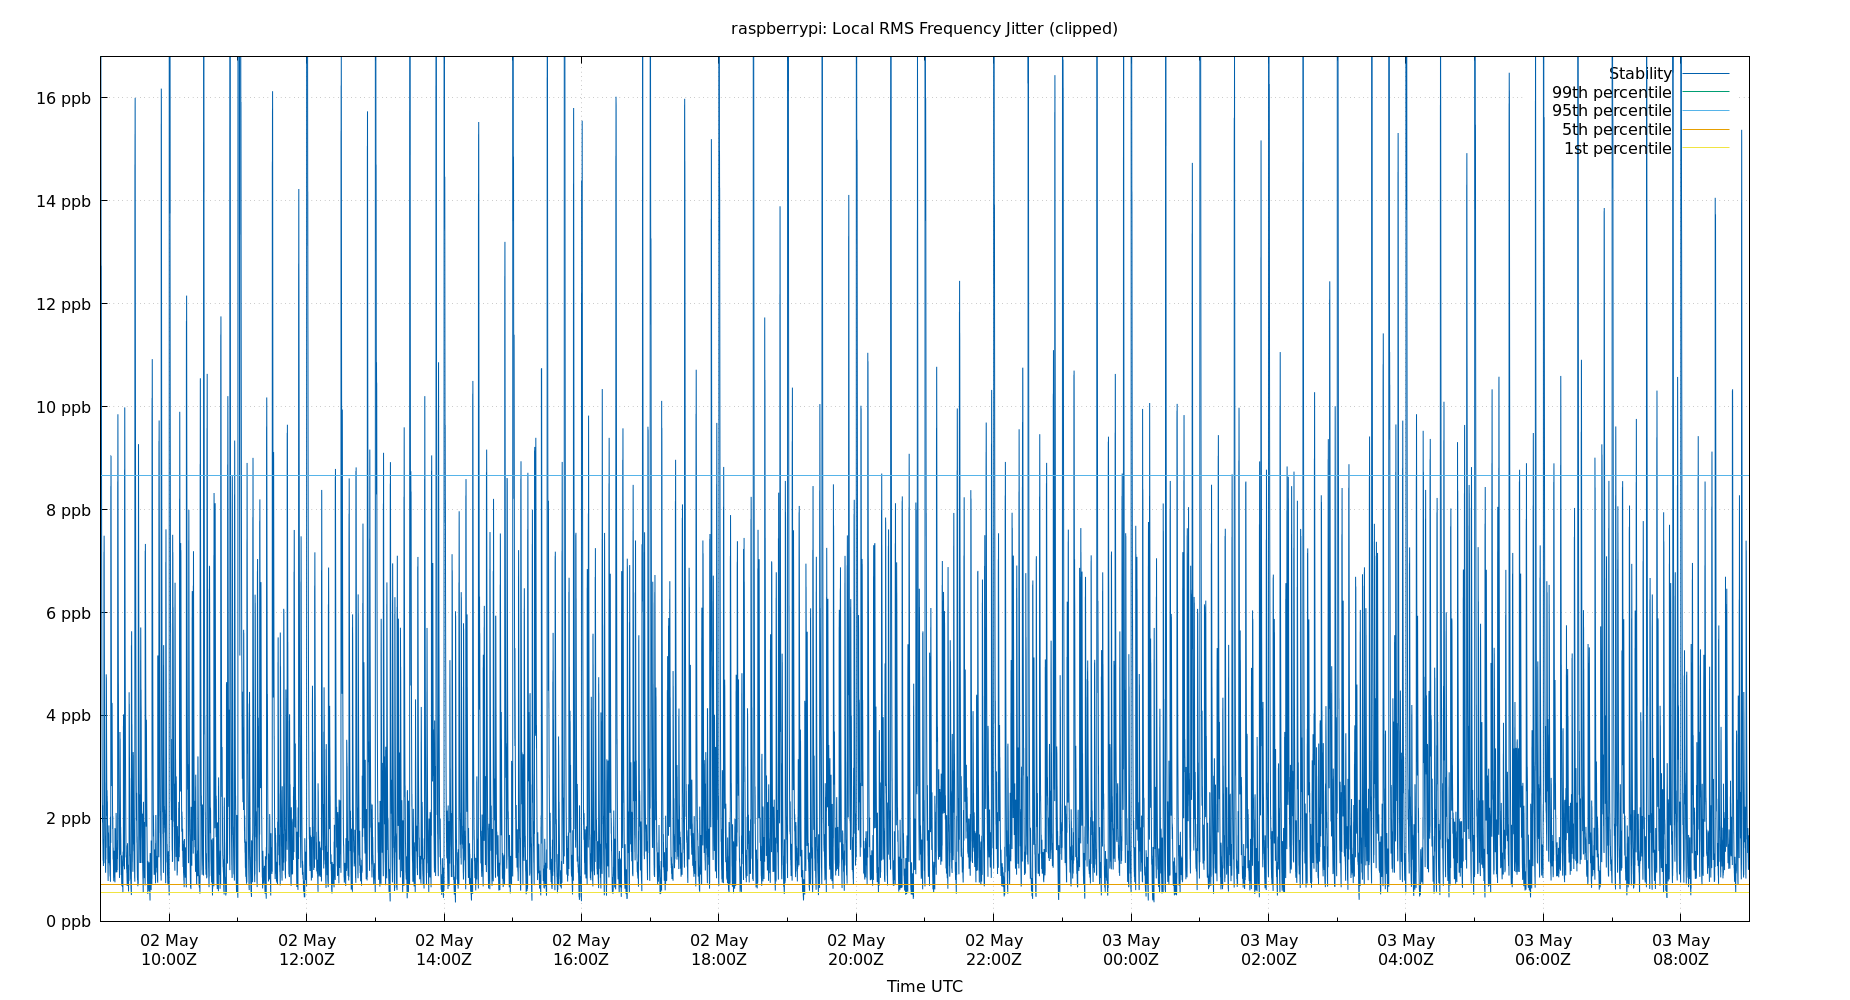 raspberrypi: Local RMS Frequency Jitter (clipped)
Stability
99th percentile
95th percentile
5th percentile
1st percentile
16 ppb
14 ppb
12 ppb
10 ppb
8 ppb
6 ppb
4 ppb
2 ppb
0 ppb
02 May 02 May 02 May 02 May 02 May 02 May 02 May 03 May 03 May 03 May 03 May 03 May
10:00Z 12:00Z 14:00Z 16:00Z 18:00Z 20:00Z 22:00Z 00:00Z 02:00Z 04:00Z 06:00Z 08:00Z
Time UTC